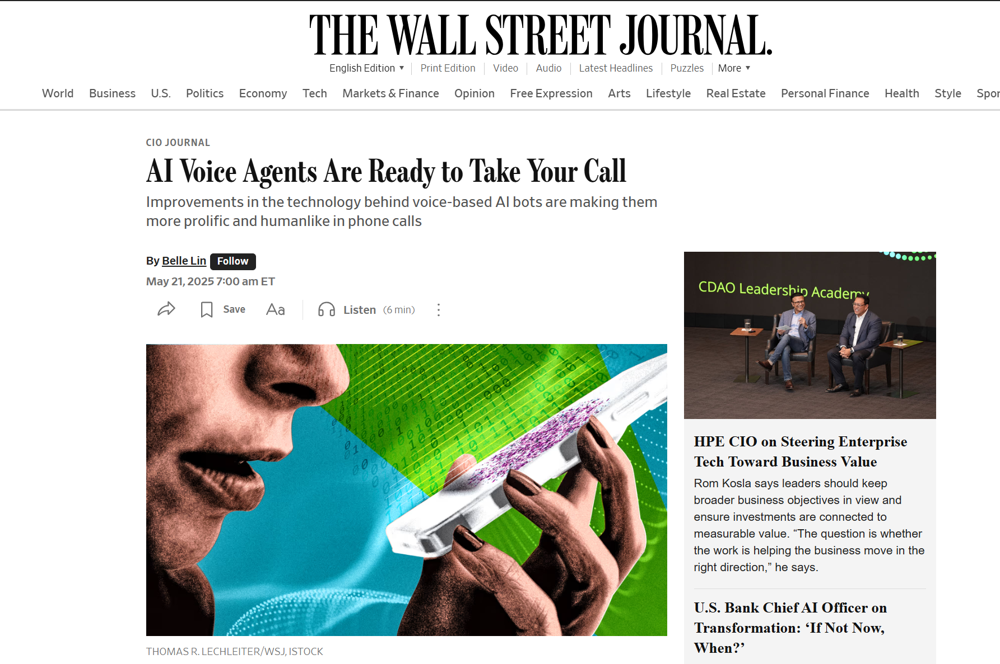 THE WALL STREET JOURNAL.
English Edition ▼ Print Edition Video Audio Latest Headlines Puzzles More ▼
World Business U.S. Politics Economy Tech Markets & Finance Opinion Free Expression Arts Lifestyle Real Estate Personal Finance Health Style Spor
CIO JOURNAL
AI Voice Agents Are Ready to Take Your Call
Improvements in the technology behind voice-based AI bots are making them
more prolific and humanlike in phone calls
By Belle Lin Follow
May 21, 2025 7:00 am ET
Save Aa Listen (6 min)
THOMAS R. LECHLEITER/WSJ, ISTOCK
CDAO Leadership Academy
HPE CIO on Steering Enterprise
Tech Toward Business Value
Rom Kosla says leaders should keep
broader business objectives in view and
ensure investments are connected to
measurable value. “The question is whether
the work is helping the business move in the
right direction,” he says.
U.S. Bank Chief AI Officer on
Transformation: ‘If Not Now,
When?’